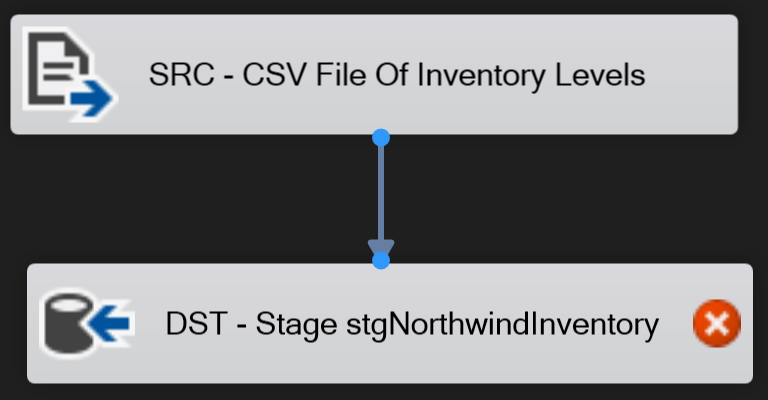 SRC - CSV File Of Inventory Levels
DST - Stage stgNorthwindInventory